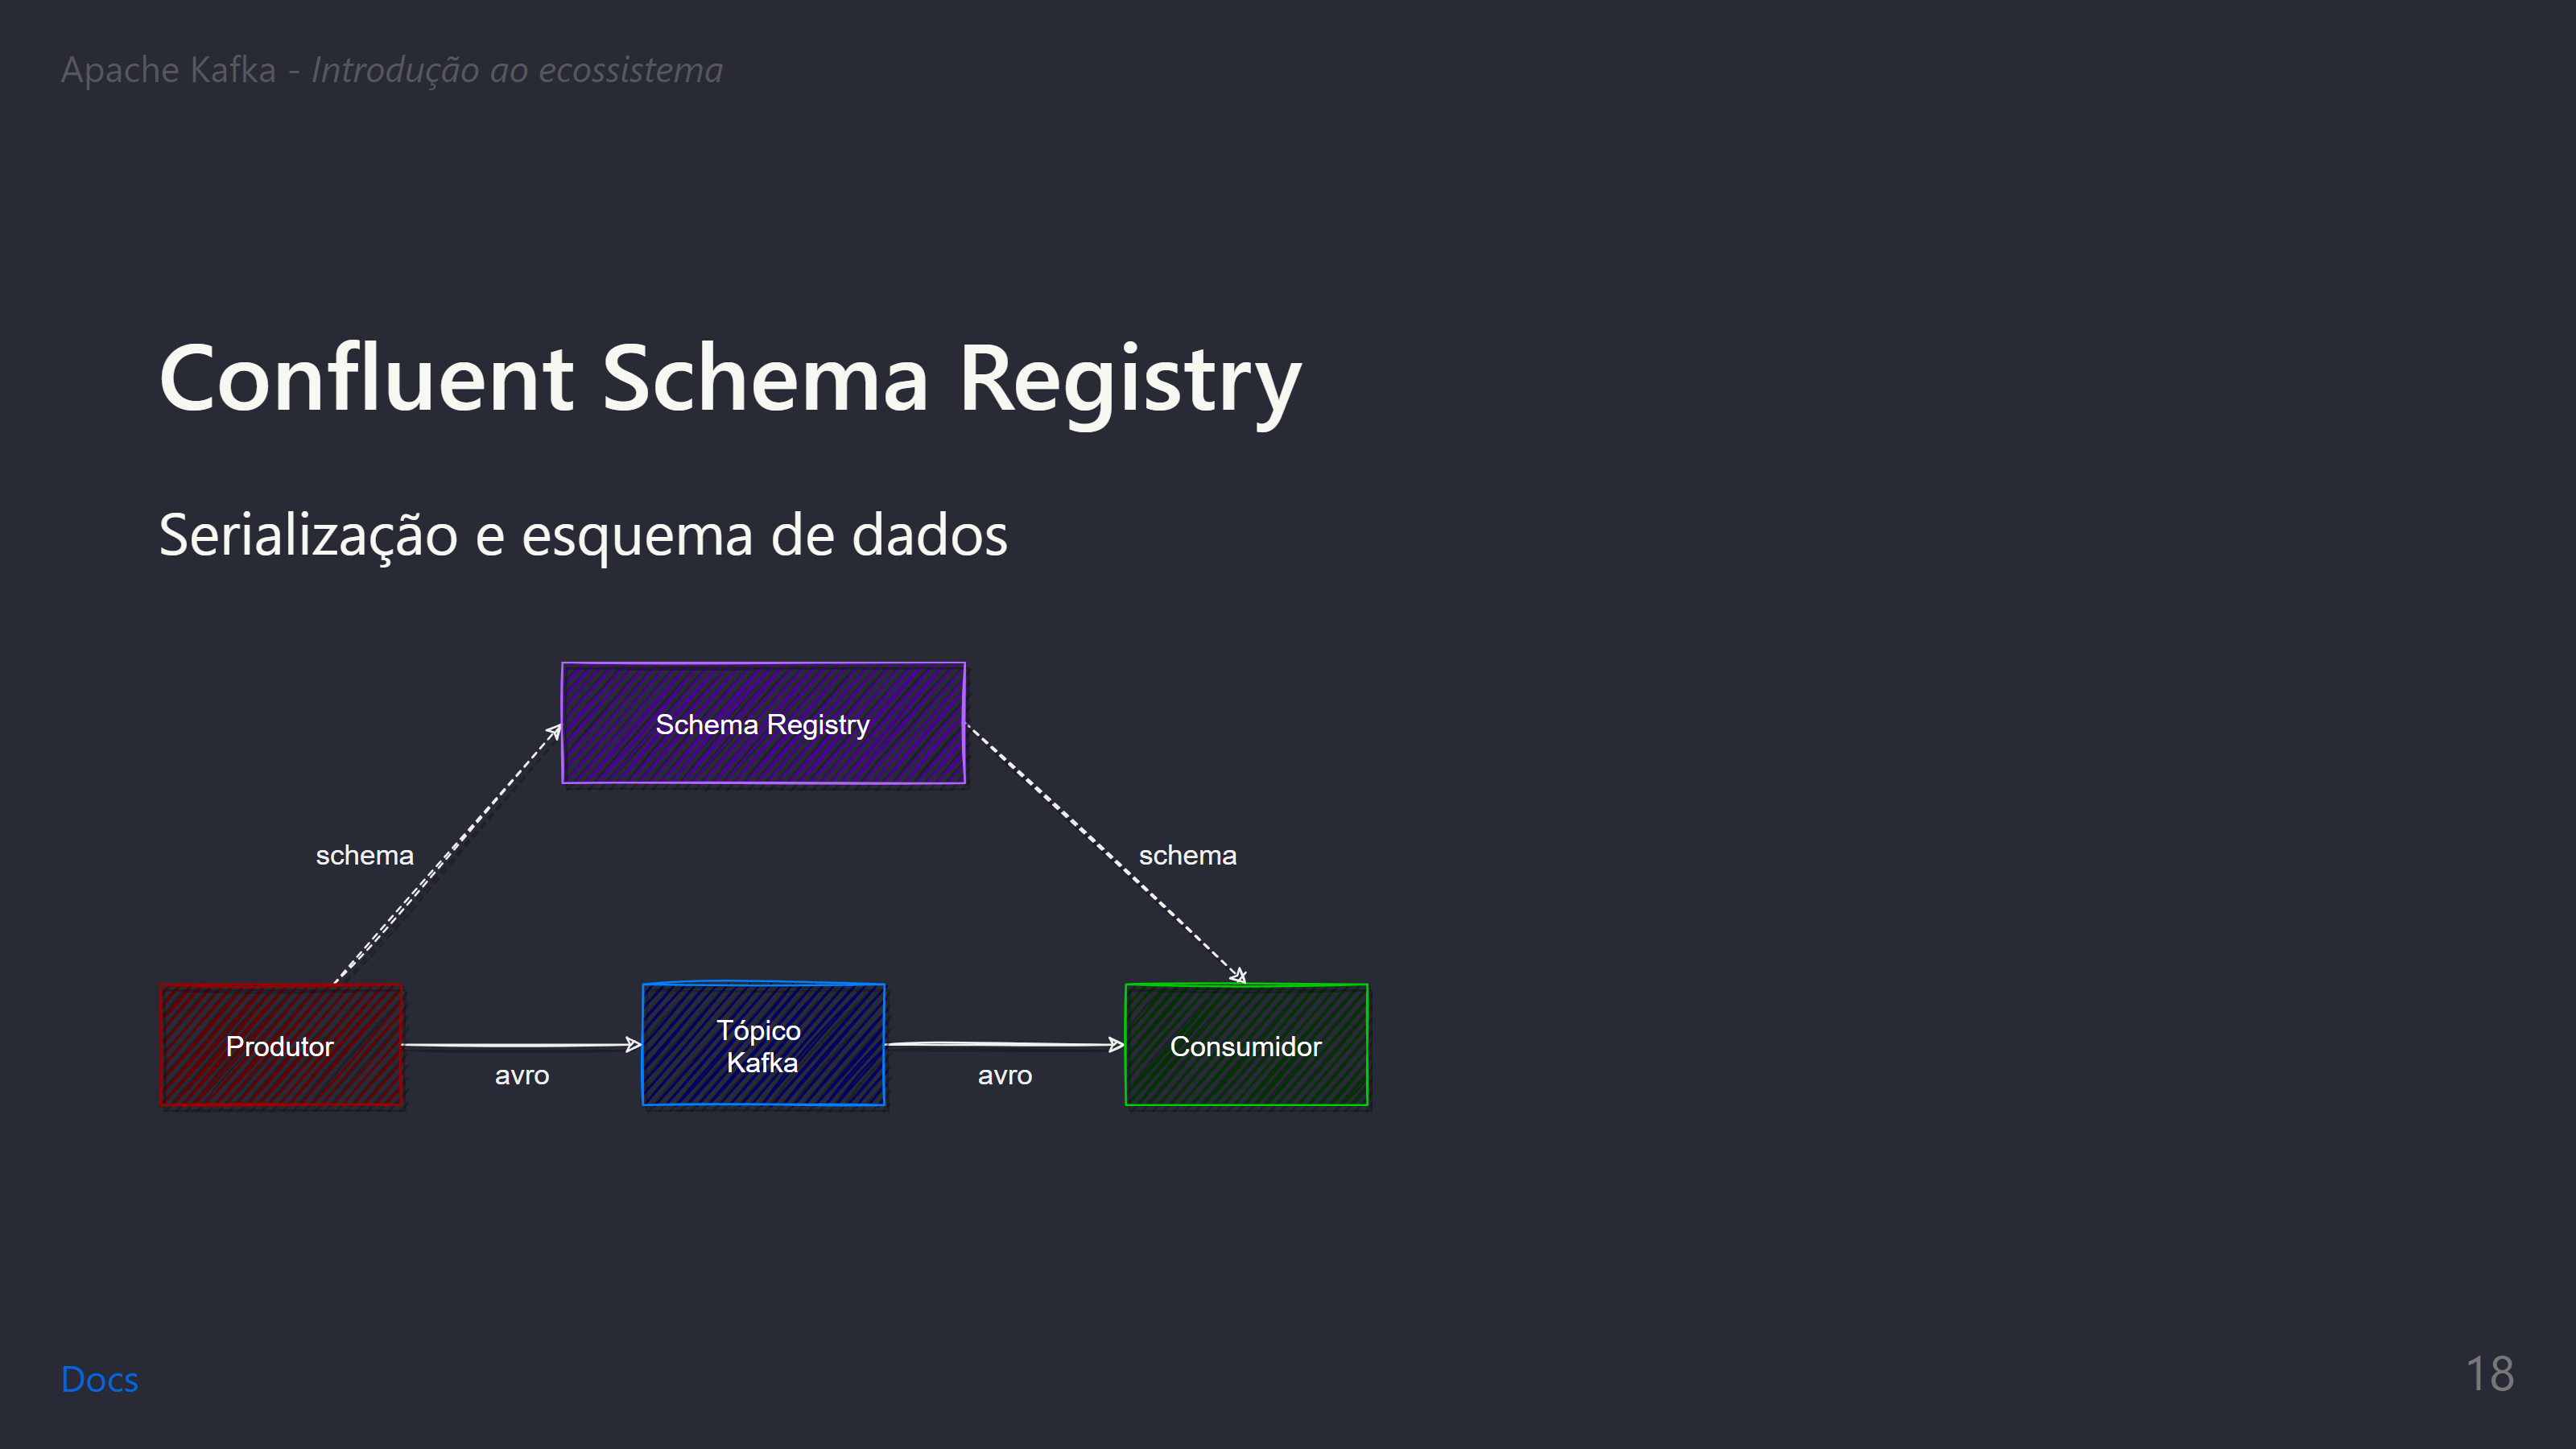 Apache Kafka - Introdução ao ecossistema
Confluent Schema Registry
Serialização e esquema de dados
Schema Registry
schema
schema
Produtor
Tópico
Kafka
Consumidor
avro
avro
Docs
18